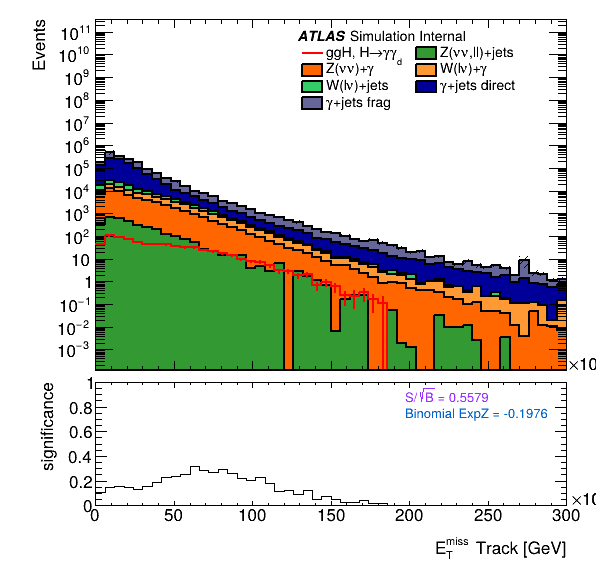 ATLAS Simulation Internal
ggH, H→γγd
Z(νν,ll)+jets
Z(νν)+γ
W(lν)+γ
W(lν)+jets
γ+jets direct
γ+jets frag
Events
10¹¹
10¹⁰
10⁹
10⁸
10⁷
10⁶
10⁵
10⁴
10³
10²
10
1
10⁻¹
10⁻²
10⁻³
×10
S/√B = 0.5579
Binomial ExpZ = -0.1976
significance
1
0.8
0.6
0.4
0.2
0
×10
0 50 100 150 200 250 300
E_T^miss Track [GeV]